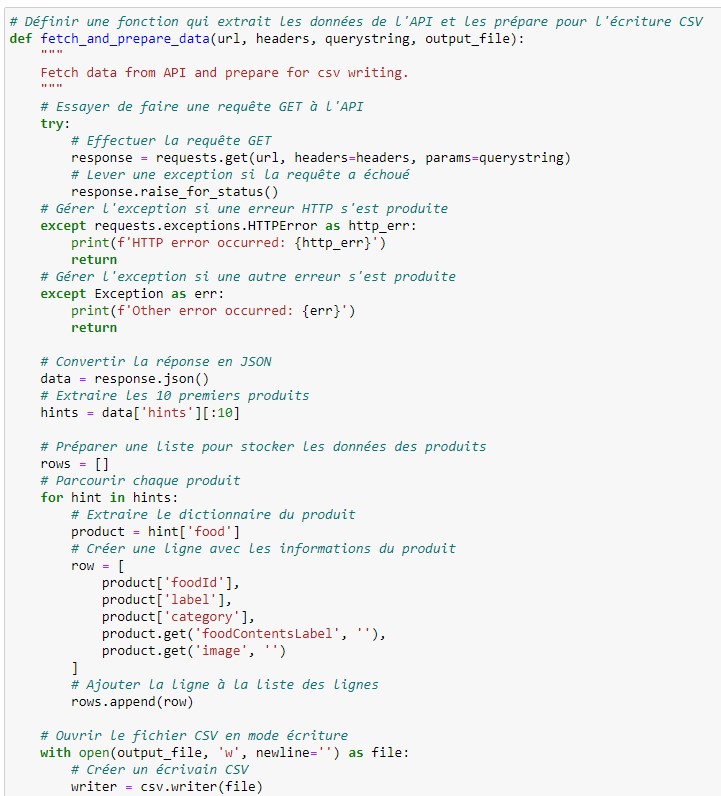 # Définir une fonction qui extrait les données de l'API et les prépare pour l'écriture CSV
def fetch_and_prepare_data(url, headers, querystring, output_file):
    """
    Fetch data from API and prepare for csv writing.
    """
    # Essayer de faire une requête GET à l'API
    try:
        # Effectuer la requête GET
        response = requests.get(url, headers=headers, params=querystring)
        # Lever une exception si la requête a échoué
        response.raise_for_status()
    # Gérer l'exception si une erreur HTTP s'est produite
    except requests.exceptions.HTTPError as http_err:
        print(f'HTTP error occurred: {http_err}')
        return
    # Gérer l'exception si une autre erreur s'est produite
    except Exception as err:
        print(f'Other error occurred: {err}')
        return

    # Convertir la réponse en JSON
    data = response.json()
    # Extraire les 10 premiers produits
    hints = data['hints'][:10]

    # Préparer une liste pour stocker les données des produits
    rows = []
    # Parcourir chaque produit
    for hint in hints:
        # Extraire le dictionnaire du produit
        product = hint['food']
        # Créer une ligne avec les informations du produit
        row = [
            product['foodId'],
            product['label'],
            product['category'],
            product.get('foodContentsLabel', ''),
            product.get('image', '')
        ]
        # Ajouter la ligne à la liste des lignes
        rows.append(row)

    # Ouvrir le fichier CSV en mode écriture
    with open(output_file, 'w', newline='') as file:
        # Créer un écrivain CSV
        writer = csv.writer(file)